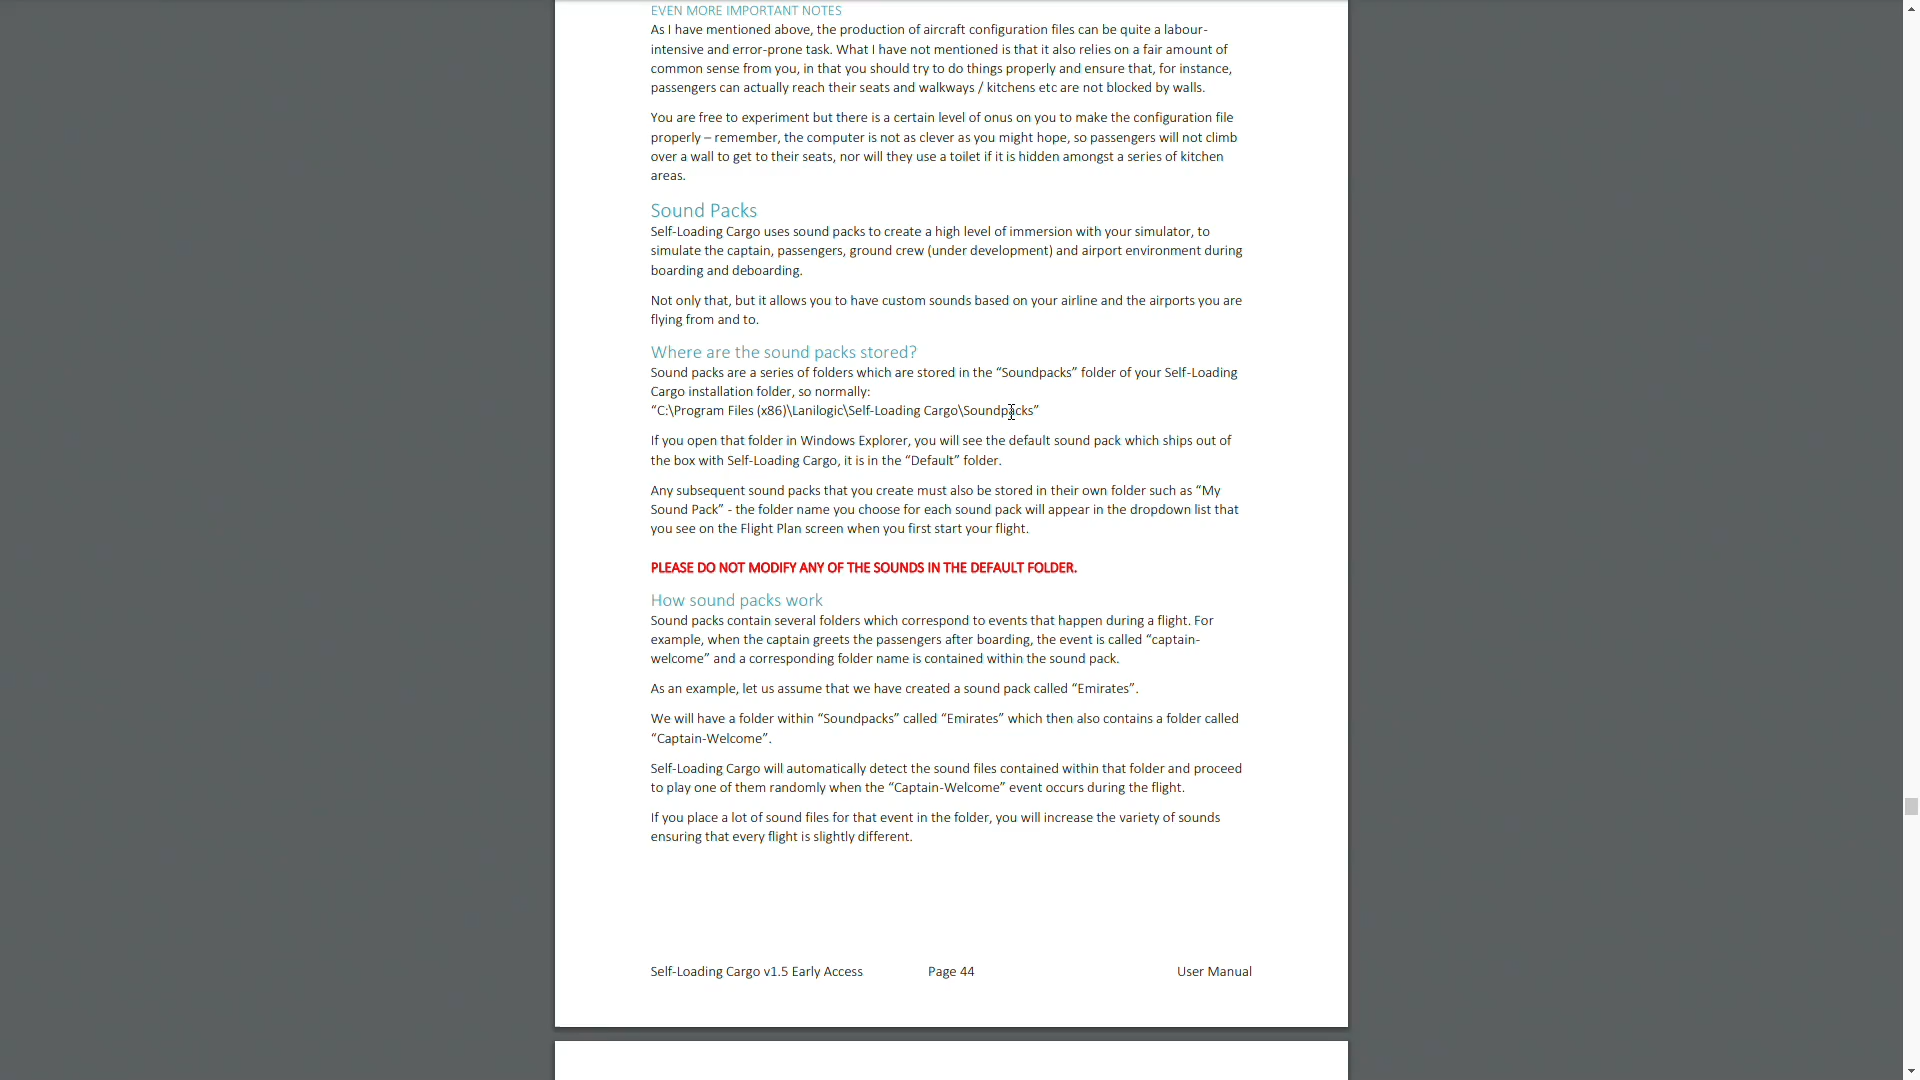 EVEN MORE IMPORTANT NOTES
As I have mentioned above, the production of aircraft configuration files can be quite a labour-
intensive and error-prone task. What I have not mentioned is that it also relies on a fair amount of
common sense from you, in that you should try to do things properly and ensure that, for instance,
passengers can actually reach their seats and walkways / kitchens etc are not blocked by walls.
You are free to experiment but there is a certain level of onus on you to make the configuration file
properly – remember, the computer is not as clever as you might hope, so passengers will not climb
over a wall to get to their seats, nor will they use a toilet if it is hidden amongst a series of kitchen
areas.
Sound Packs
Self-Loading Cargo uses sound packs to create a high level of immersion with your simulator, to
simulate the captain, passengers, ground crew (under development) and airport environment during
boarding and deboarding.
Not only that, but it allows you to have custom sounds based on your airline and the airports you are
flying from and to.
Where are the sound packs stored?
Sound packs are a series of folders which are stored in the “Soundpacks” folder of your Self-Loading
Cargo installation folder, so normally:
“C:\Program Files (x86)\Lanilogic\Self-Loading Cargo\Soundpacks”
If you open that folder in Windows Explorer, you will see the default sound pack which ships out of
the box with Self-Loading Cargo, it is in the “Default” folder.
Any subsequent sound packs that you create must also be stored in their own folder such as “My
Sound Pack” - the folder name you choose for each sound pack will appear in the dropdown list that
you see on the Flight Plan screen when you first start your flight.
PLEASE DO NOT MODIFY ANY OF THE SOUNDS IN THE DEFAULT FOLDER.
How sound packs work
Sound packs contain several folders which correspond to events that happen during a flight. For
example, when the captain greets the passengers after boarding, the event is called “captain-
welcome” and a corresponding folder name is contained within the sound pack.
As an example, let us assume that we have created a sound pack called “Emirates”.
We will have a folder within “Soundpacks” called “Emirates” which then also contains a folder called
“Captain-Welcome”.
Self-Loading Cargo will automatically detect the sound files contained within that folder and proceed
to play one of them randomly when the “Captain-Welcome” event occurs during the flight.
If you place a lot of sound files for that event in the folder, you will increase the variety of sounds
ensuring that every flight is slightly different.
Self-Loading Cargo v1.5 Early Access Page 44 User Manual